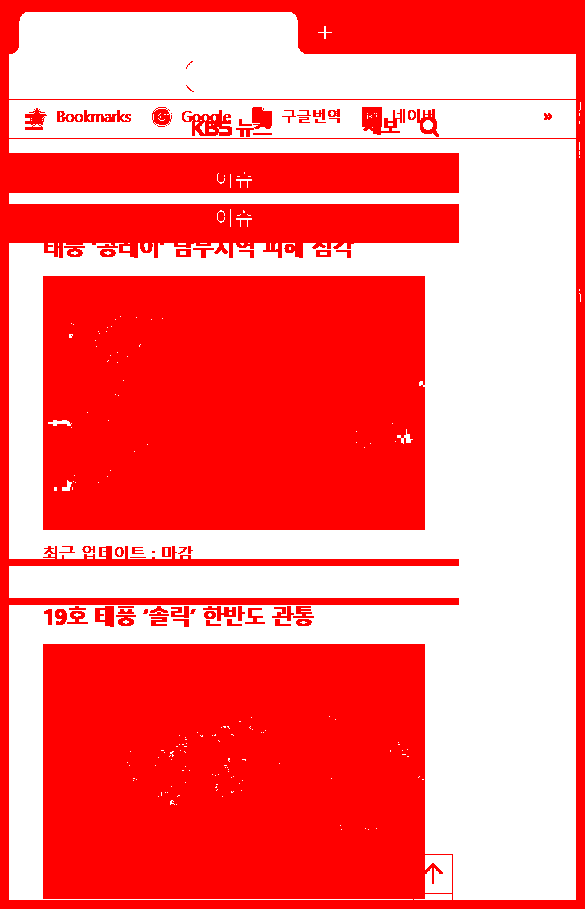 Bookmarks Google 구글번역 네이버 »
KBS 뉴스 제보
이슈
이슈
태풍 ‘콩레이’ 남부지역 피해 심각
최근 업데이트 : 마감
19호 태풍 ‘솔릭’ 한반도 관통